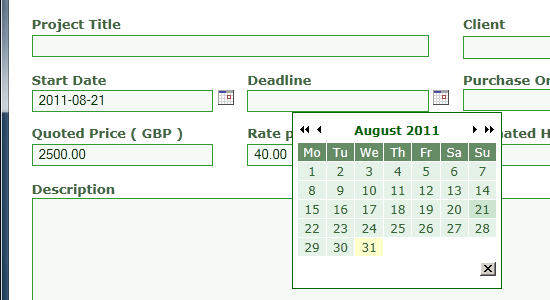 Project Title
Client
Start Date
Deadline
Purchase Or
2011-08-21
August 2011
Quoted Price ( GBP )
Rate p
ated H
2500.00
40.00
Mo Tu We Th Fr Sa Su
1 2 3 4 5 6 7
8 9 10 11 12 13 14
15 16 17 18 19 20 21
22 23 24 25 26 27 28
29 30 31
Description